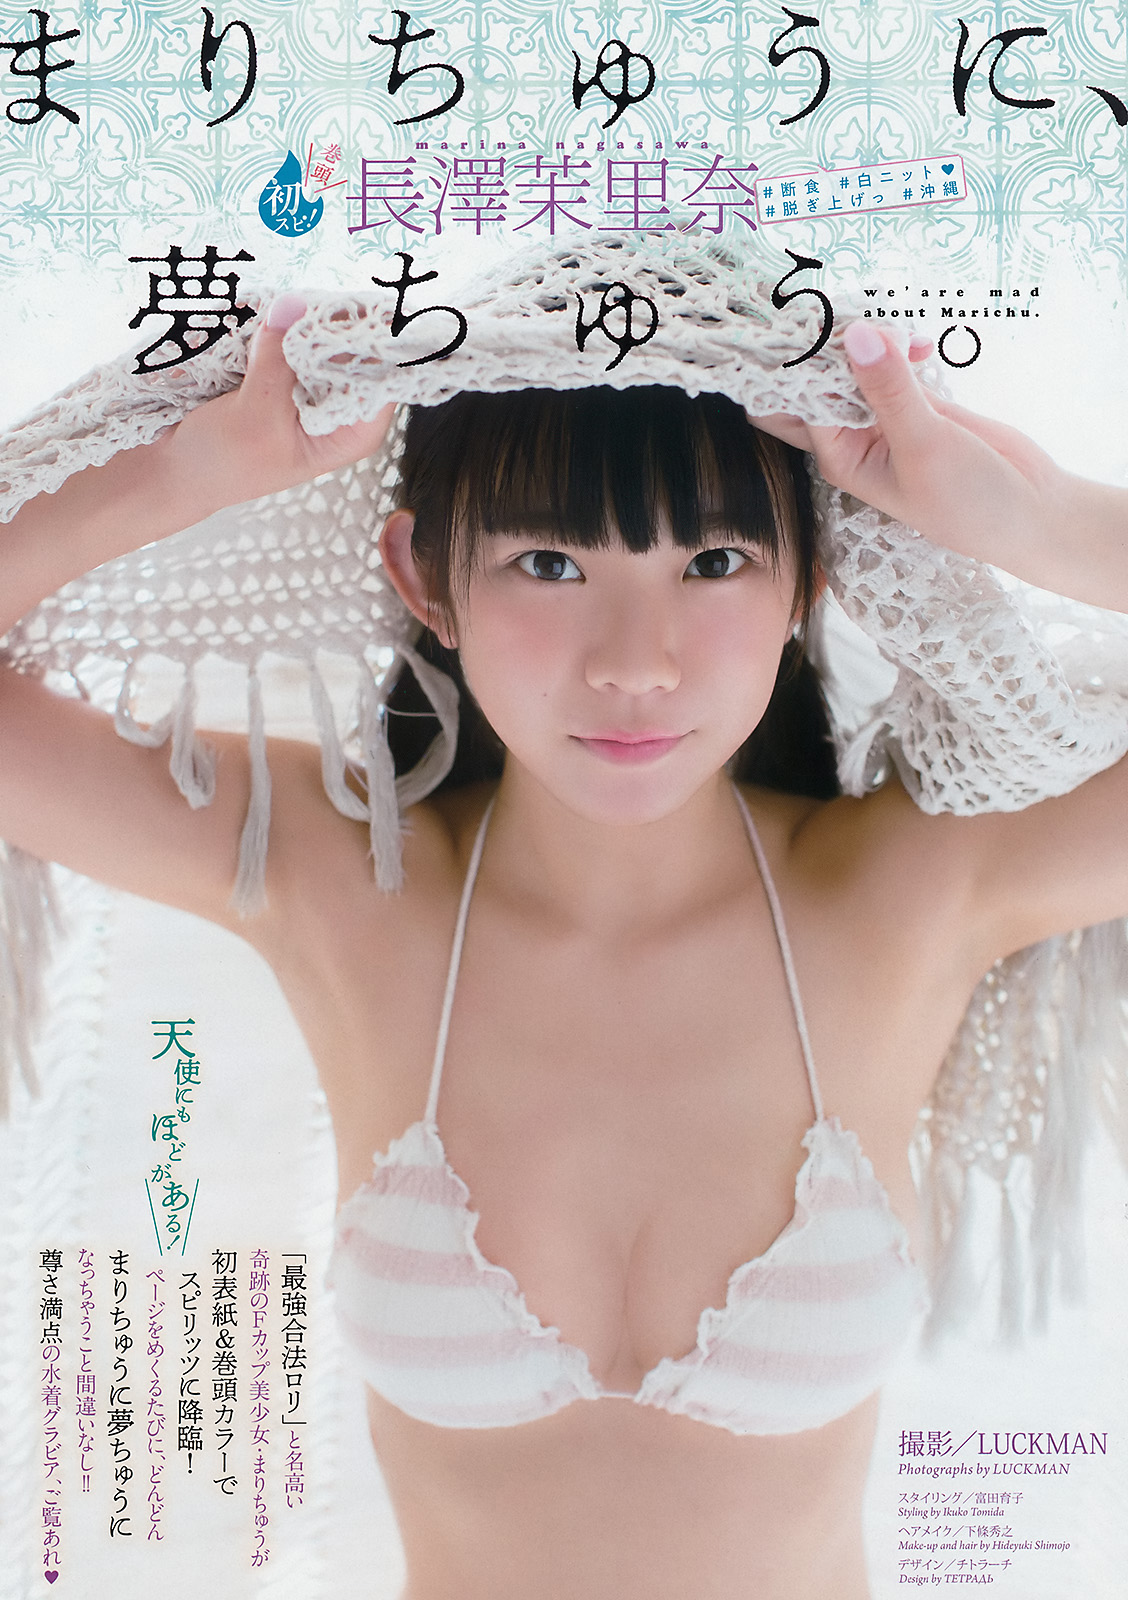 まりちゅうに、
marina nagasawa
巻頭
初スピ!
長澤茉里奈
#断食 #白ニット♥
#脱ぎ上げっ #沖縄
夢ちゅう。
we'are mad
about Marichu.
天使にもほどがある!
「最強合法ロリ」と名高い
奇跡のFカップ美少女・まりちゅうが
初表紙&巻頭カラーで
スピリッツに降臨!
ページをめくるたびに、どんどん
まりちゅうに夢ちゅうに
なっちゃうこと間違いなし!!
尊さ満点の水着グラビア、ご覧あれ♥
撮影/LUCKMAN
Photographs by LUCKMAN
スタイリング/富田育子
Styling by Ikuko Tomida
ヘアメイク/下條秀之
Make-up and hair by Hideyuki Shimojo
デザイン/チトラーチ
Design by ТЕТРАДЬ